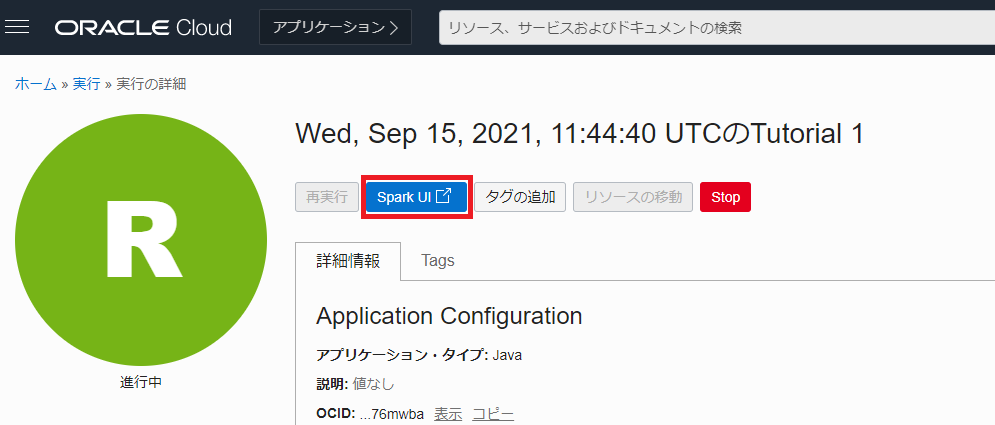 ORACLE Cloud アプリケーション リソース、サービスおよびドキュメントの検索
ホーム » 実行 » 実行の詳細
R
進行中
Wed, Sep 15, 2021, 11:44:40 UTCのTutorial 1
再実行 Spark UI タグの追加 リソースの移動 Stop
詳細情報 Tags
Application Configuration
アプリケーション・タイプ: Java
説明: 値なし
OCID: ...76mwba 表示 コピー